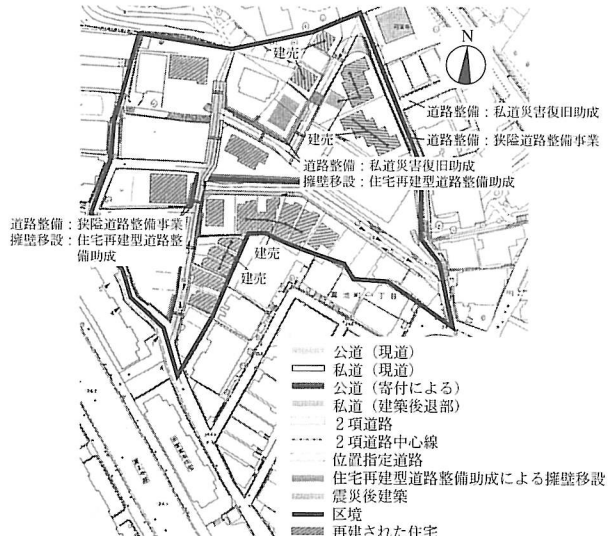 建売
N
道路整備：私道災害復旧助成
建売
道路整備：狭隘道路整備事業
道路整備：私道災害復旧助成
擁壁移設：住宅再建型道路整備助成
道路整備：狭隘道路整備事業
擁壁移設：住宅再建型道路整
備助成
建売
建売
公道（現道）
私道（現道）
公道（寄付による）
私道（建築後退部）
2項道路
2項道路中心線
位置指定道路
住宅再建型道路整備助成による擁壁移設
震災後建築
区境
再建された住宅